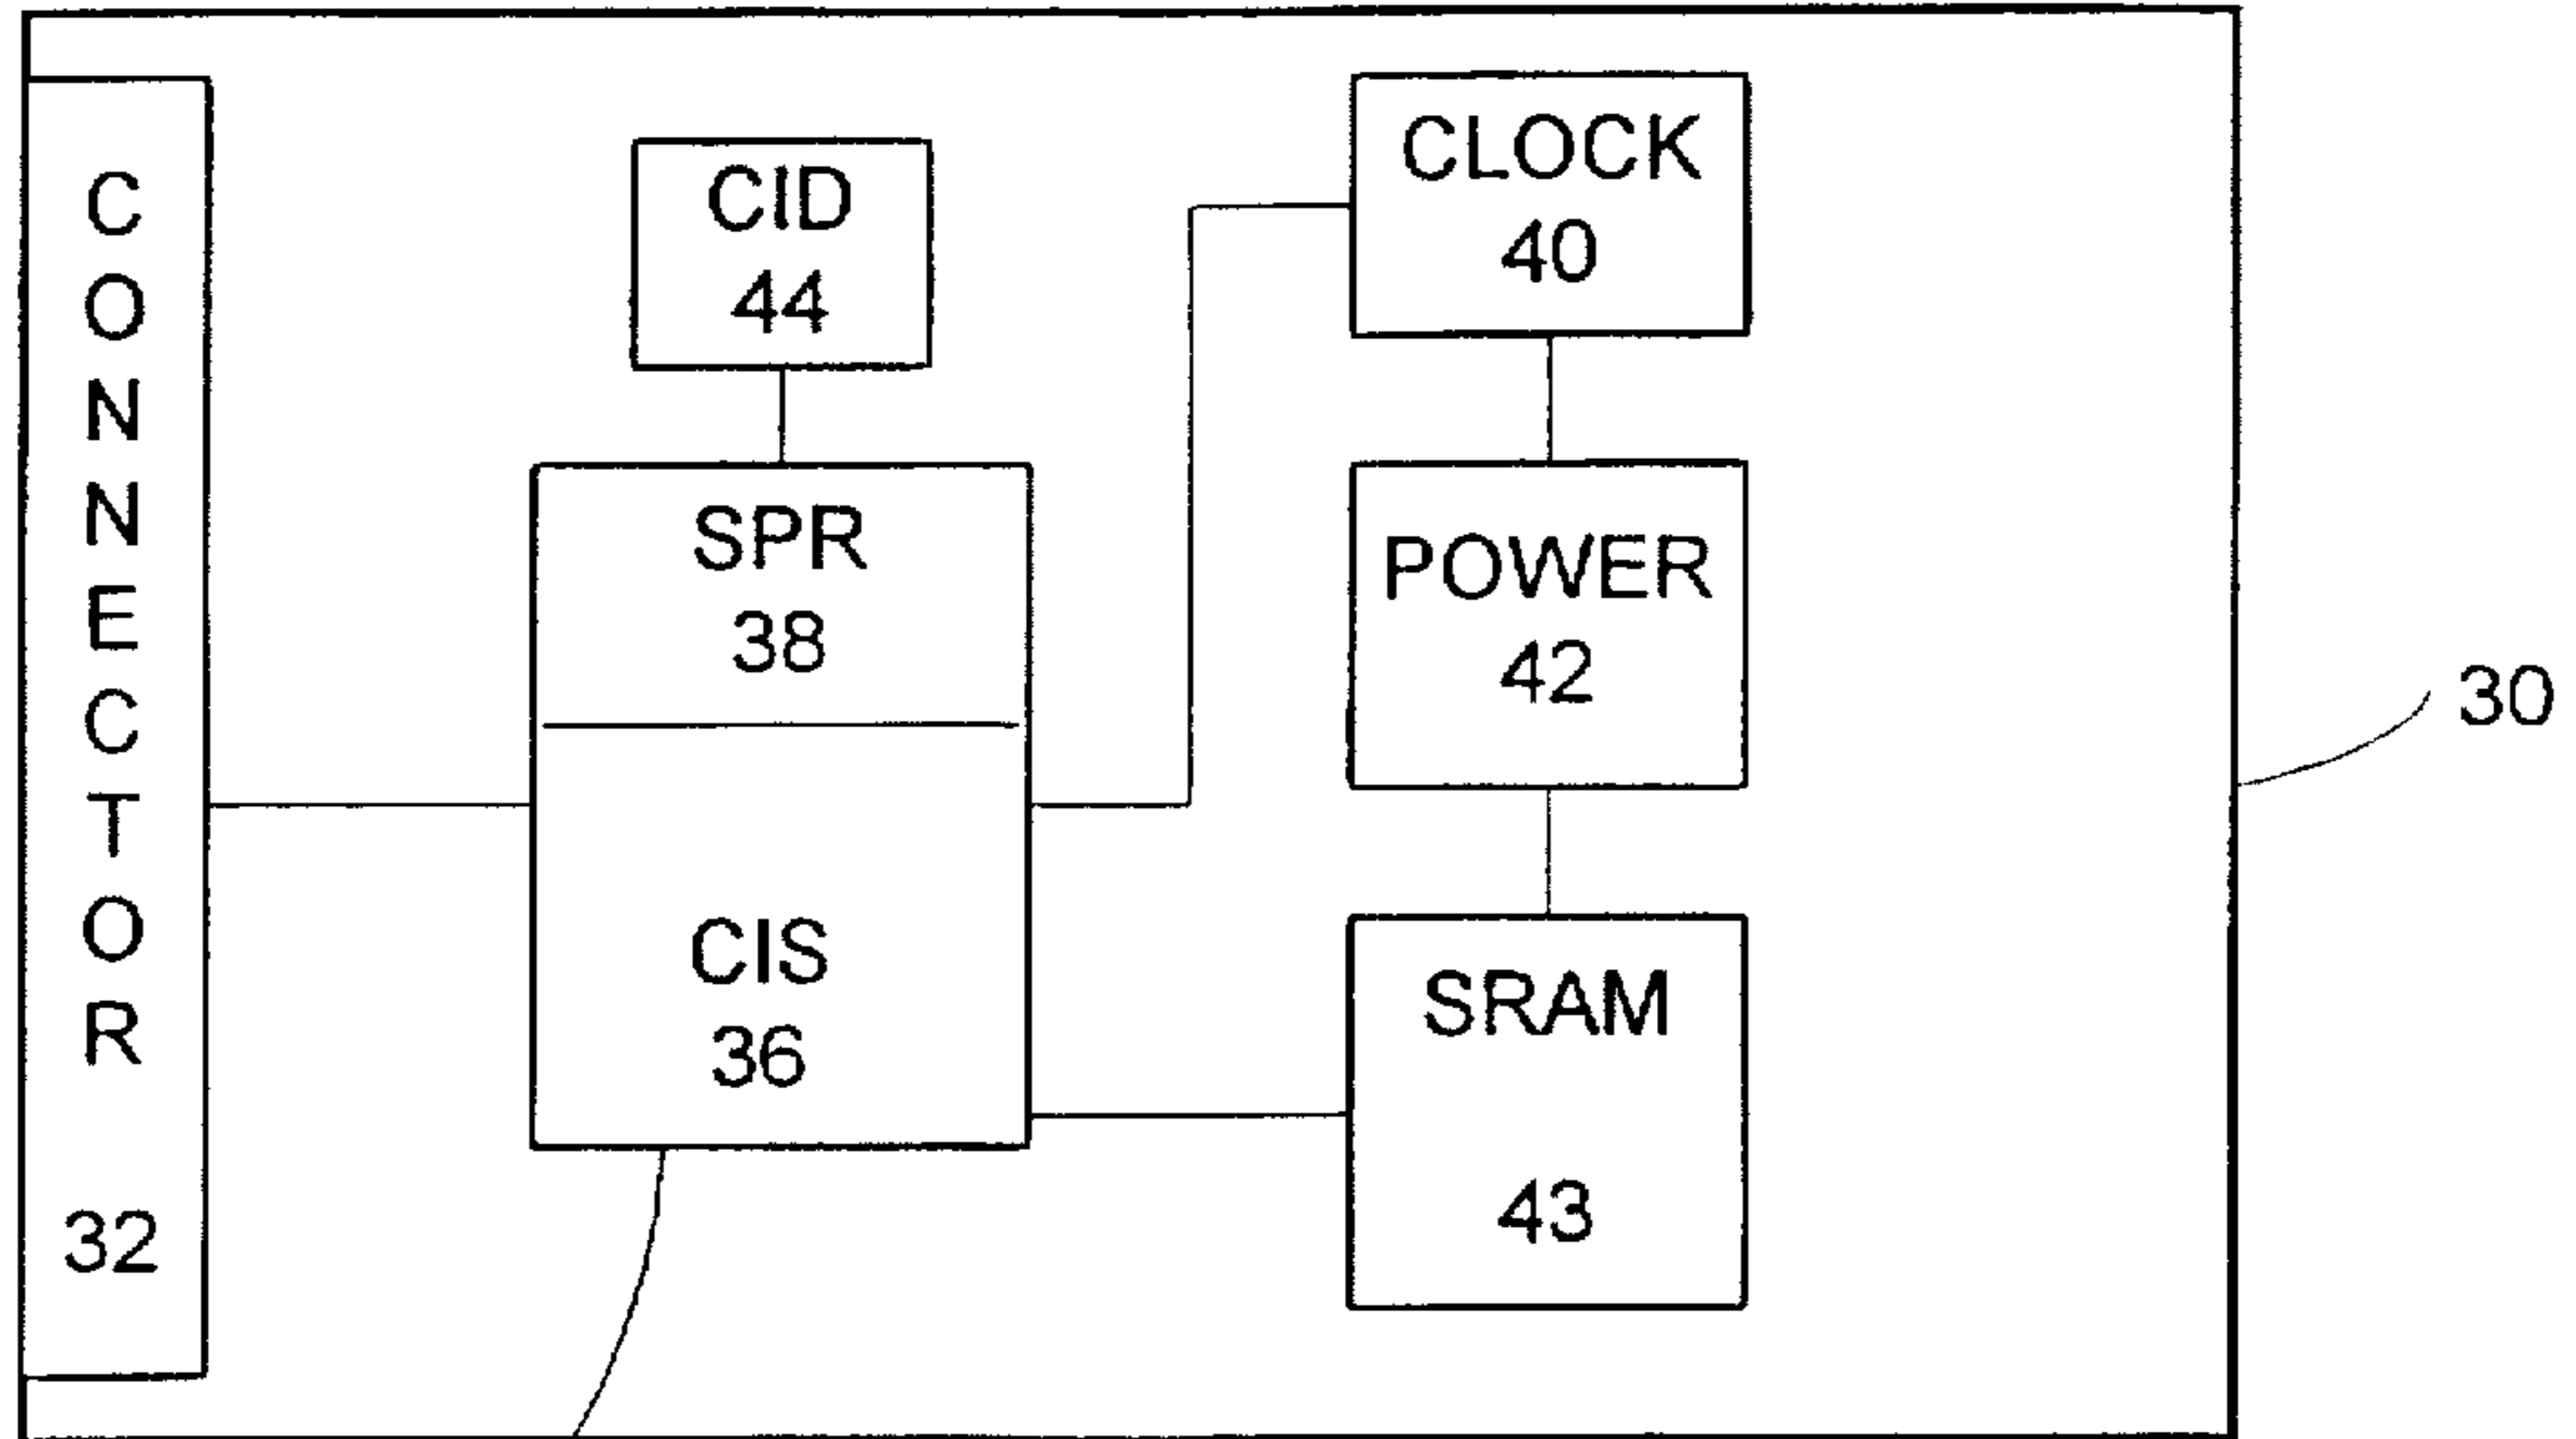 CONNECTOR
32
CID
44
SPR
38
CIS
36
CLOCK
40
POWER
42
SRAM
43
30